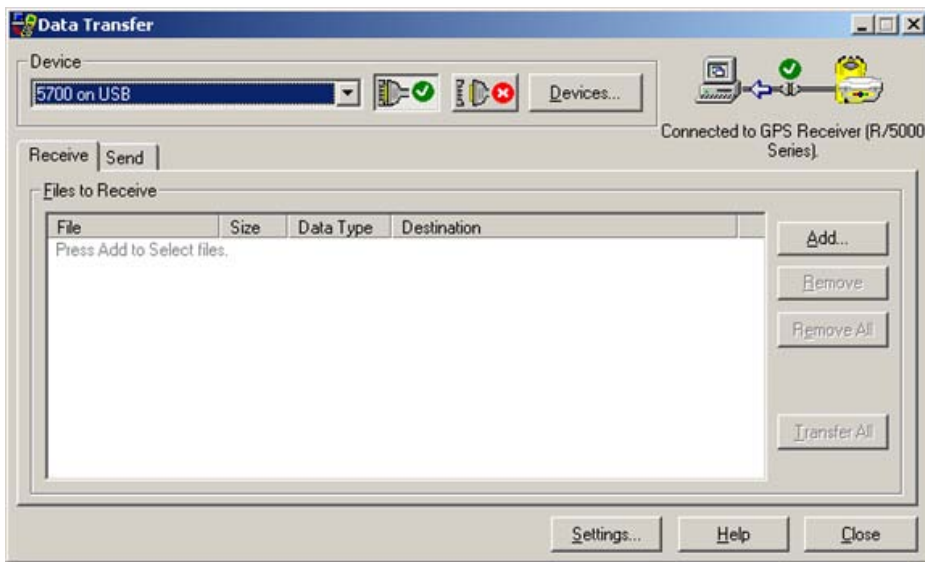 Data Transfer
Device
5700 on USB
Devices...
Connected to GPS Receiver (R/5000
Series).
Receive
Send
Files to Receive
File Size Data Type Destination
Press Add to Select files.
Add...
Remove
Remove All
Transfer All
Settings...
Help
Close